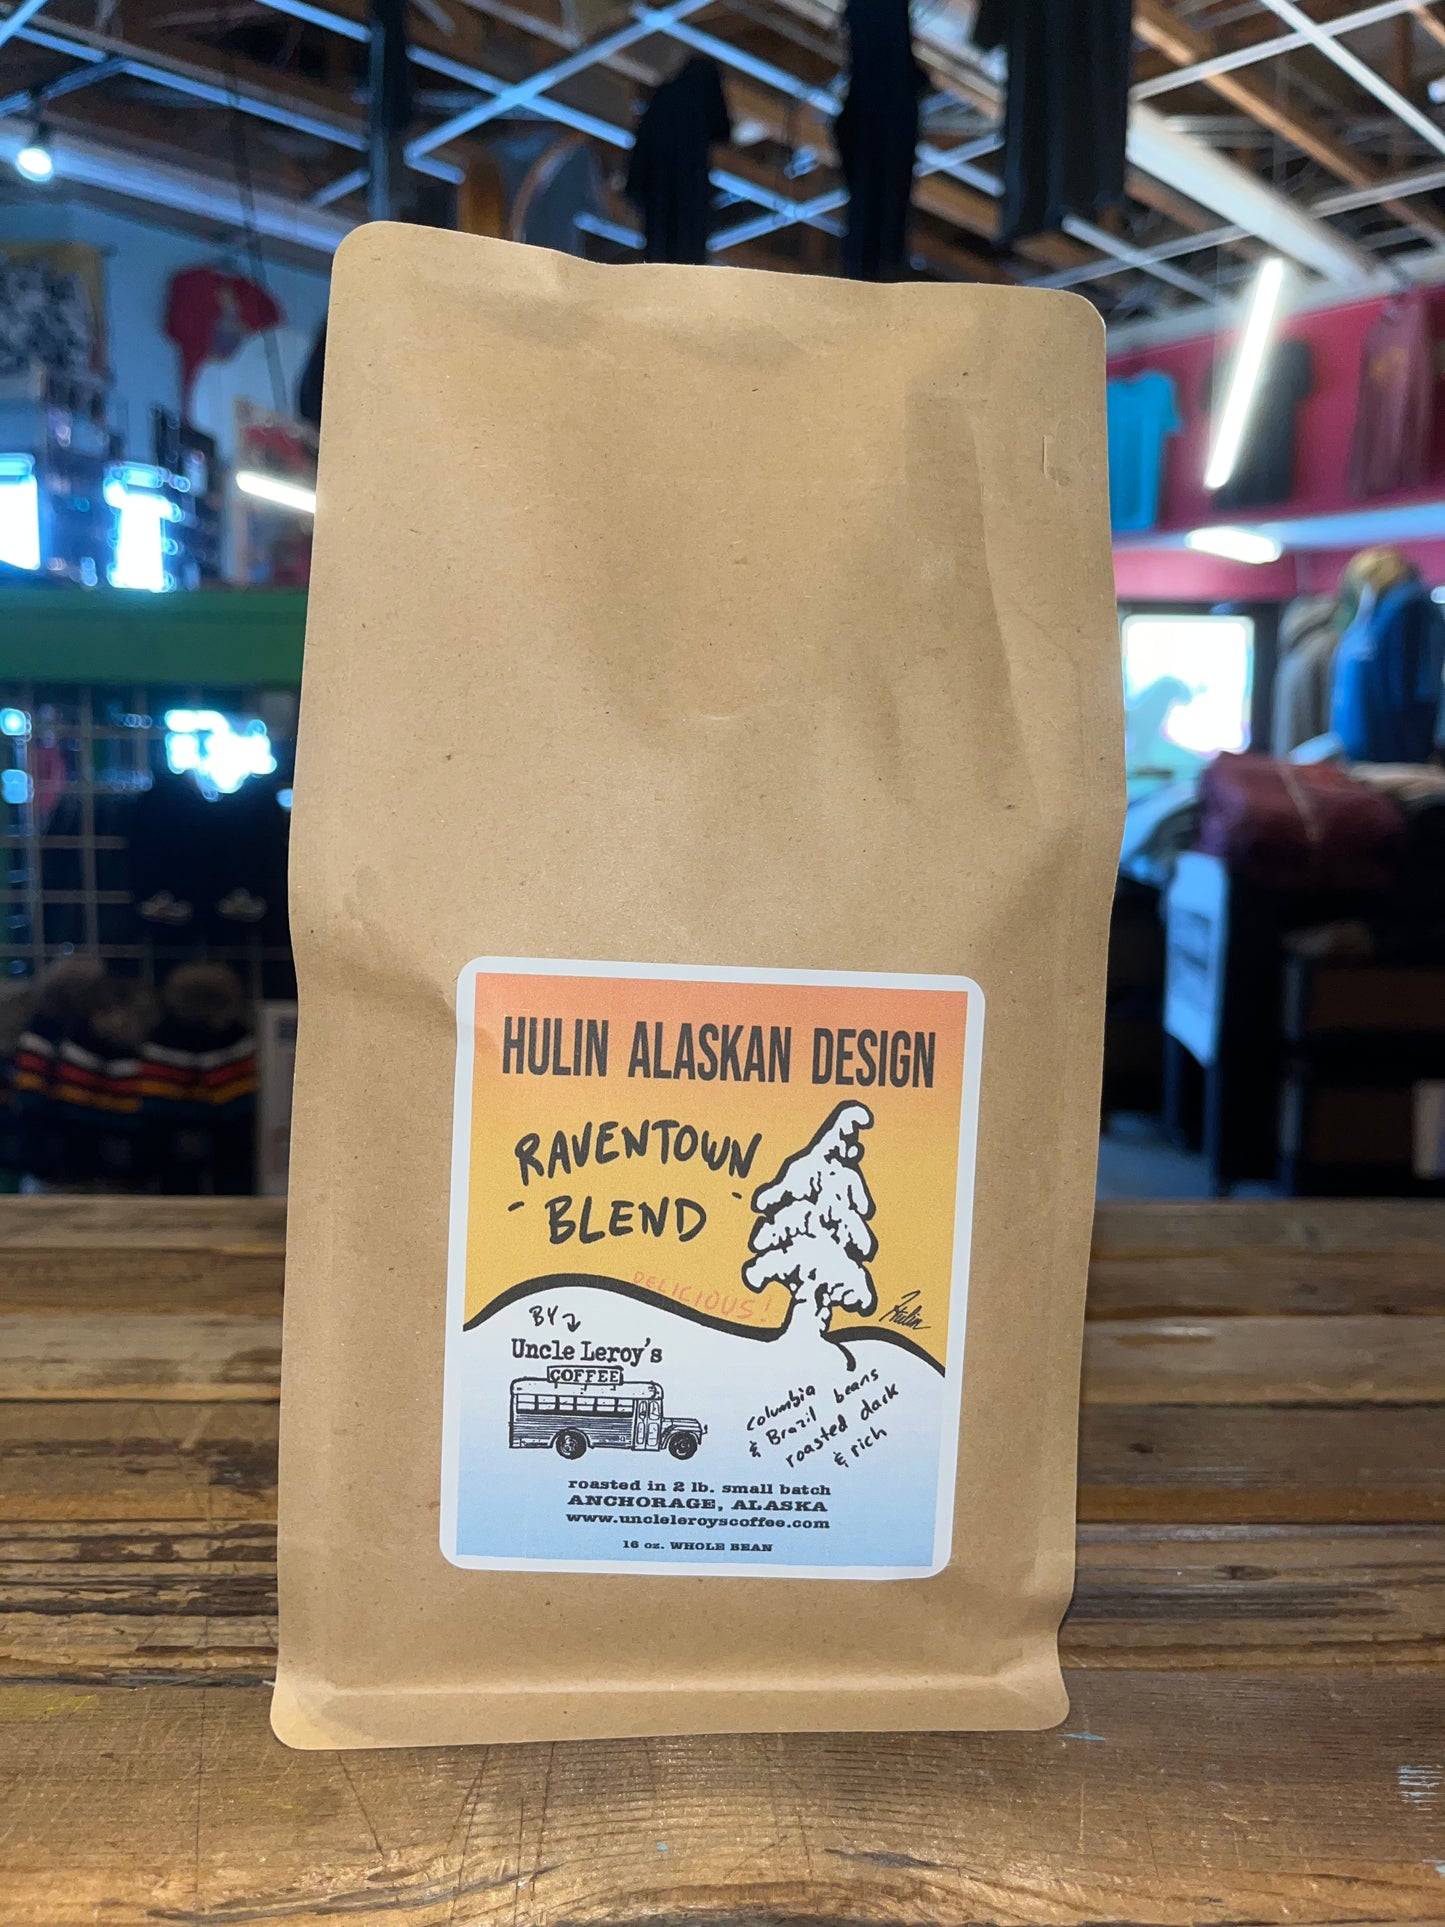 HULIN ALASKAN DESIGN
RAVENTOWN
- BLEND -
DELICIOUS!
Hulin
BY
Uncle Leroy's
COFFEE
columbia
& Brazil beans
roasted dark
& rich
roasted in 2 lb. small batch
ANCHORAGE, ALASKA
www.uncleleroyscoffee.com
16 oz. WHOLE BEAN